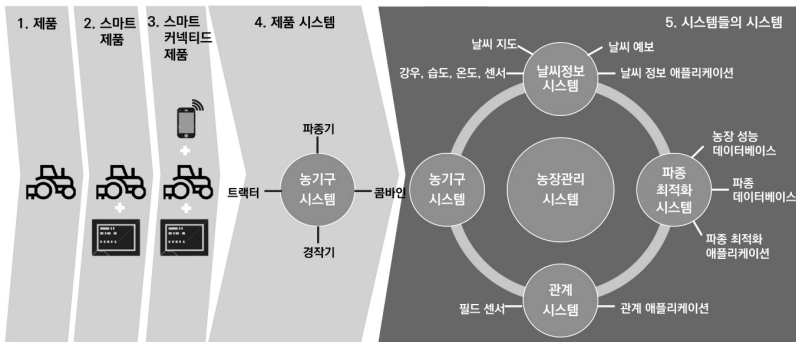 1. 제품
2. 스마트
제품
3. 스마트
커넥티드
제품
4. 제품 시스템
파종기
트랙터
농기구
시스템
콤바인
경작기
5. 시스템들의 시스템
날씨 지도
날씨 예보
강우, 습도, 온도, 센서
날씨정보
시스템
날씨 정보 애플리케이션
농기구
시스템
농장관리
시스템
파종
최적화
시스템
농장 성능
데이터베이스
파종
데이터베이스
파종 최적화
애플리케이션
필드 센서
관계
시스템
관계 애플리케이션